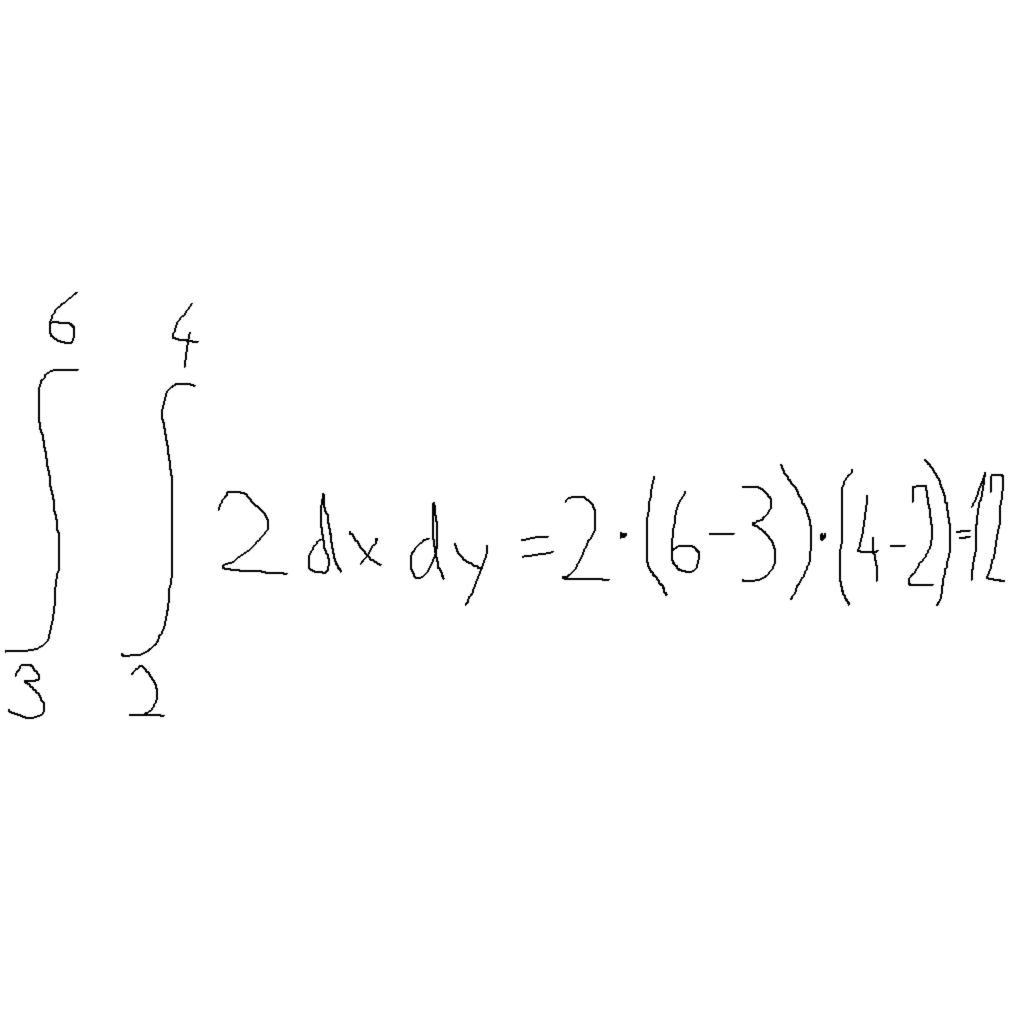 ∫₃⁶ ∫₂⁴ 2 dx dy = 2·(6-3)·(4-2)=12